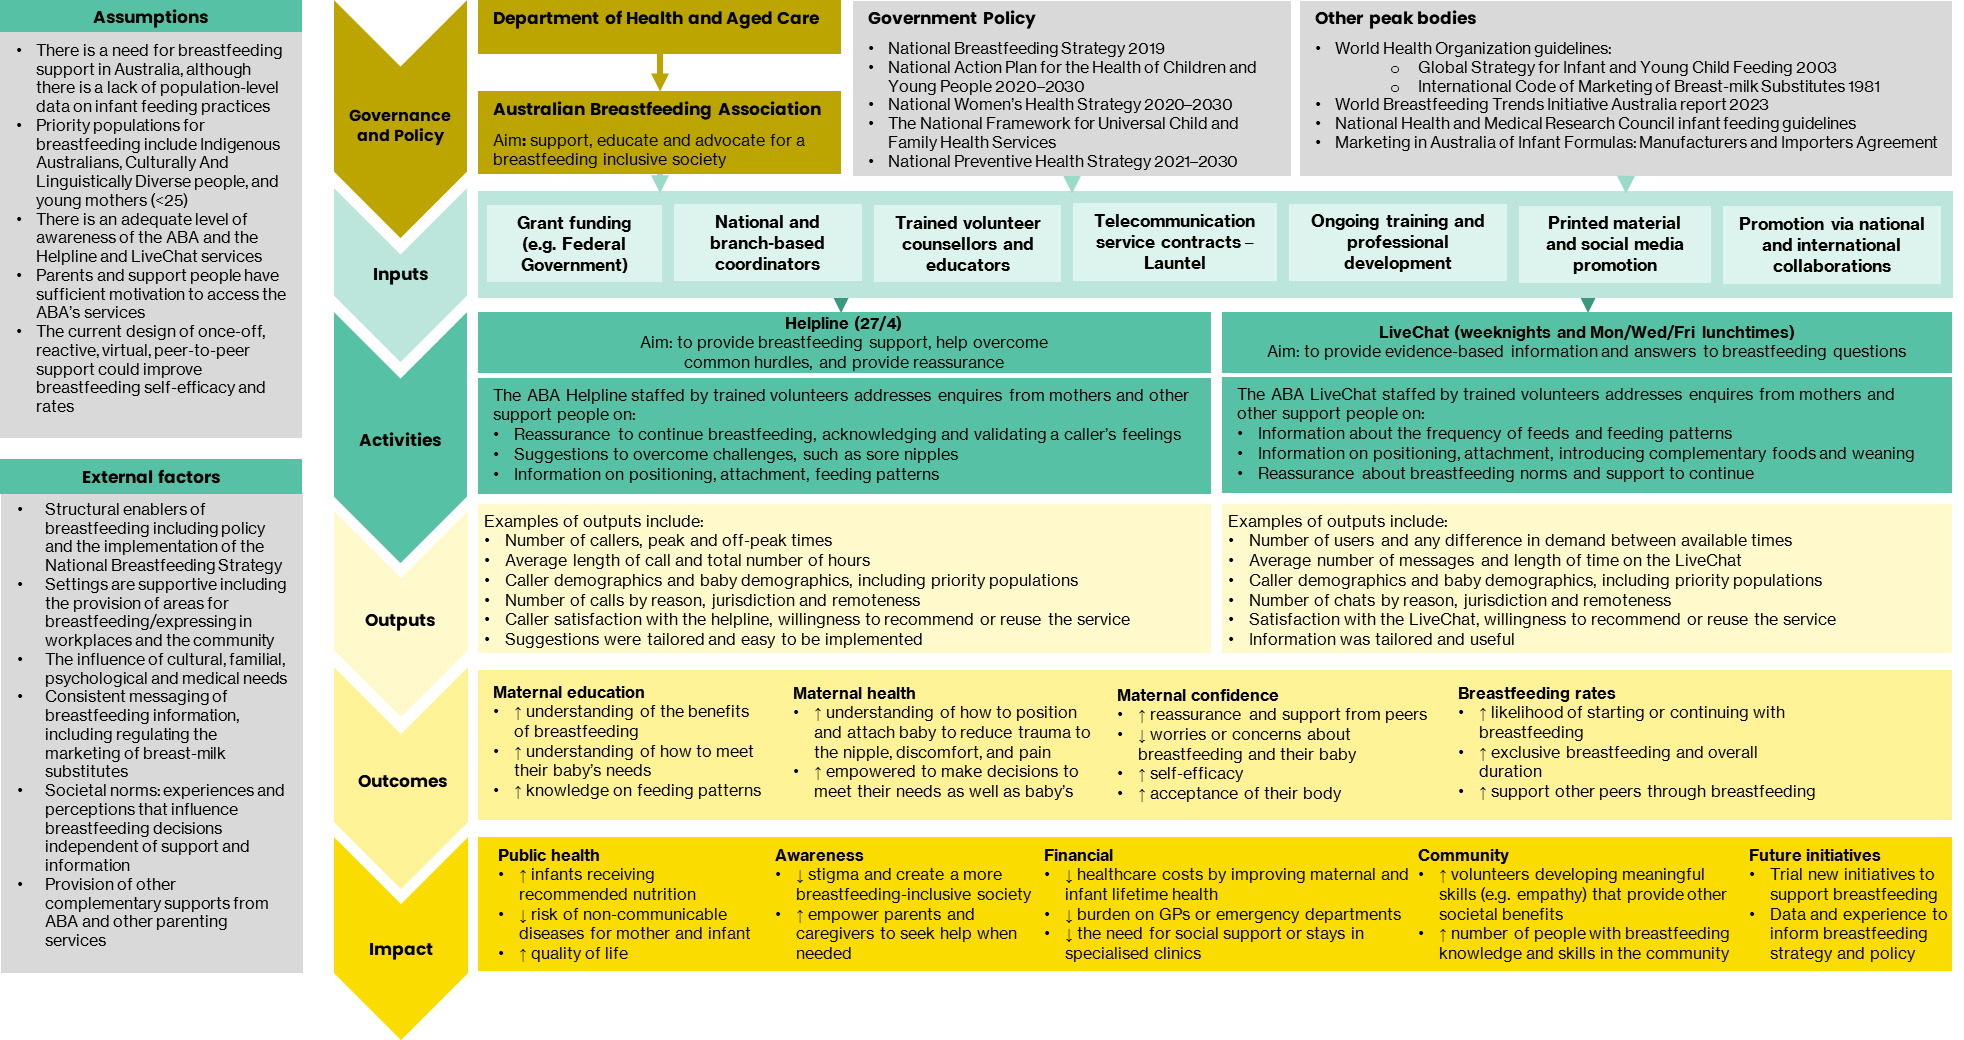 Assumptions
• There is a need for breastfeeding
support in Australia, although
there is a lack of population-level
data on infant feeding practices
• Priority populations for
breastfeeding include Indigenous
Australians, Culturally And
Linguistically Diverse people, and
young mothers (<25)
• There is an adequate level of
awareness of the ABA and the
Helpline and LiveChat services
• Parents and support people have
sufficient motivation to access the
ABA's services
• The current design of once-off,
reactive, virtual, peer-to-peer
support could improve
breastfeeding self-efficacy and
rates
External factors
• Structural enablers of
breastfeeding including policy
and the implementation of the
National Breastfeeding Strategy
• Settings are supportive including
the provision of areas for
breastfeeding/expressing in
workplaces and the community
• The influence of cultural, familial,
psychological and medical needs
• Consistent messaging of
breastfeeding information,
including regulating the
marketing of breast-milk
substitutes
• Societal norms: experiences and
perceptions that influence
breastfeeding decisions
independent of support and
information
• Provision of other
complementary supports from
ABA and other parenting
services
Governance
and Policy
Department of Health and Aged Care
Australian Breastfeeding Association
Aim: support, educate and advocate for a
breastfeeding inclusive society
Government Policy
• National Breastfeeding Strategy 2019
• National Action Plan for the Health of Children and
Young People 2020–2030
• National Women's Health Strategy 2020–2030
• The National Framework for Universal Child and
Family Health Services
• National Preventive Health Strategy 2021–2030
Other peak bodies
• World Health Organization guidelines:
o Global Strategy for Infant and Young Child Feeding 2003
o International Code of Marketing of Breast-milk Substitutes 1981
• World Breastfeeding Trends Initiative Australia report 2023
• National Health and Medical Research Council infant feeding guidelines
• Marketing in Australia of Infant Formulas: Manufacturers and Importers Agreement
Inputs
Grant funding
(e.g. Federal
Government)
National and
branch-based
coordinators
Trained volunteer
counsellors and
educators
Telecommunication
service contracts –
Launtel
Ongoing training and
professional
development
Printed material
and social media
promotion
Promotion via national
and international
collaborations
Activities
Helpline (27/4)
Aim: to provide breastfeeding support, help overcome
common hurdles, and provide reassurance
The ABA Helpline staffed by trained volunteers addresses enquires from mothers and other
support people on:
• Reassurance to continue breastfeeding, acknowledging and validating a caller's feelings
• Suggestions to overcome challenges, such as sore nipples
• Information on positioning, attachment, feeding patterns
LiveChat (weeknights and Mon/Wed/Fri lunchtimes)
Aim: to provide evidence-based information and answers to breastfeeding questions
The ABA LiveChat staffed by trained volunteers addresses enquires from mothers and
other support people on:
• Information about the frequency of feeds and feeding patterns
• Information on positioning, attachment, introducing complementary foods and weaning
• Reassurance about breastfeeding norms and support to continue
Outputs
Examples of outputs include:
• Number of callers, peak and off-peak times
• Average length of call and total number of hours
• Caller demographics and baby demographics, including priority populations
• Number of calls by reason, jurisdiction and remoteness
• Caller satisfaction with the helpline, willingness to recommend or reuse the service
• Suggestions were tailored and easy to be implemented
Examples of outputs include:
• Number of users and any difference in demand between available times
• Average number of messages and length of time on the LiveChat
• Caller demographics and baby demographics, including priority populations
• Number of chats by reason, jurisdiction and remoteness
• Satisfaction with the LiveChat, willingness to recommend or reuse the service
• Information was tailored and useful
Outcomes
Maternal education
• ↑ understanding of the benefits
of breastfeeding
• ↑ understanding of how to meet
their baby's needs
• ↑ knowledge on feeding patterns
Maternal health
• ↑ understanding of how to position
and attach baby to reduce trauma to
the nipple, discomfort, and pain
• ↑ empowered to make decisions to
meet their needs as well as baby's
Maternal confidence
• ↑ reassurance and support from peers
• ↓ worries or concerns about
breastfeeding and their baby
• ↑ self-efficacy
• ↑ acceptance of their body
Breastfeeding rates
• ↑ likelihood of starting or continuing with
breastfeeding
• ↑ exclusive breastfeeding and overall
duration
• ↑ support other peers through breastfeeding
Impact
Public health
• ↑ infants receiving
recommended nutrition
• ↓ risk of non-communicable
diseases for mother and infant
• ↑ quality of life
Awareness
• ↓ stigma and create a more
breastfeeding-inclusive society
• ↑ empower parents and
caregivers to seek help when
needed
Financial
• ↓ healthcare costs by improving maternal and
infant lifetime health
• ↓ burden on GPs or emergency departments
• ↓ the need for social support or stays in
specialised clinics
Community
• ↑ volunteers developing meaningful
skills (e.g. empathy) that provide other
societal benefits
• ↑ number of people with breastfeeding
knowledge and skills in the community
Future initiatives
• Trial new initiatives to
support breastfeeding
• Data and experience to
inform breastfeeding
strategy and policy